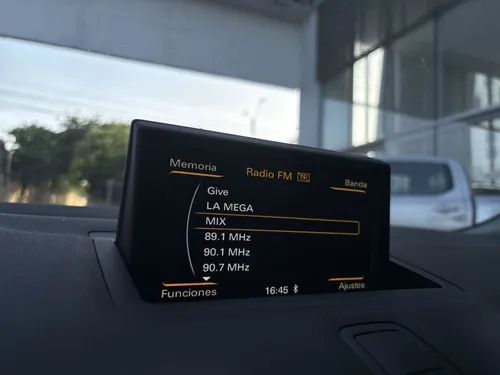 Memoria
Radio FM TP
Banda
Give
LA MEGA
MIX
89.1 MHz
90.1 MHz
90.7 MHz
Funciones
16:45
Ajustes